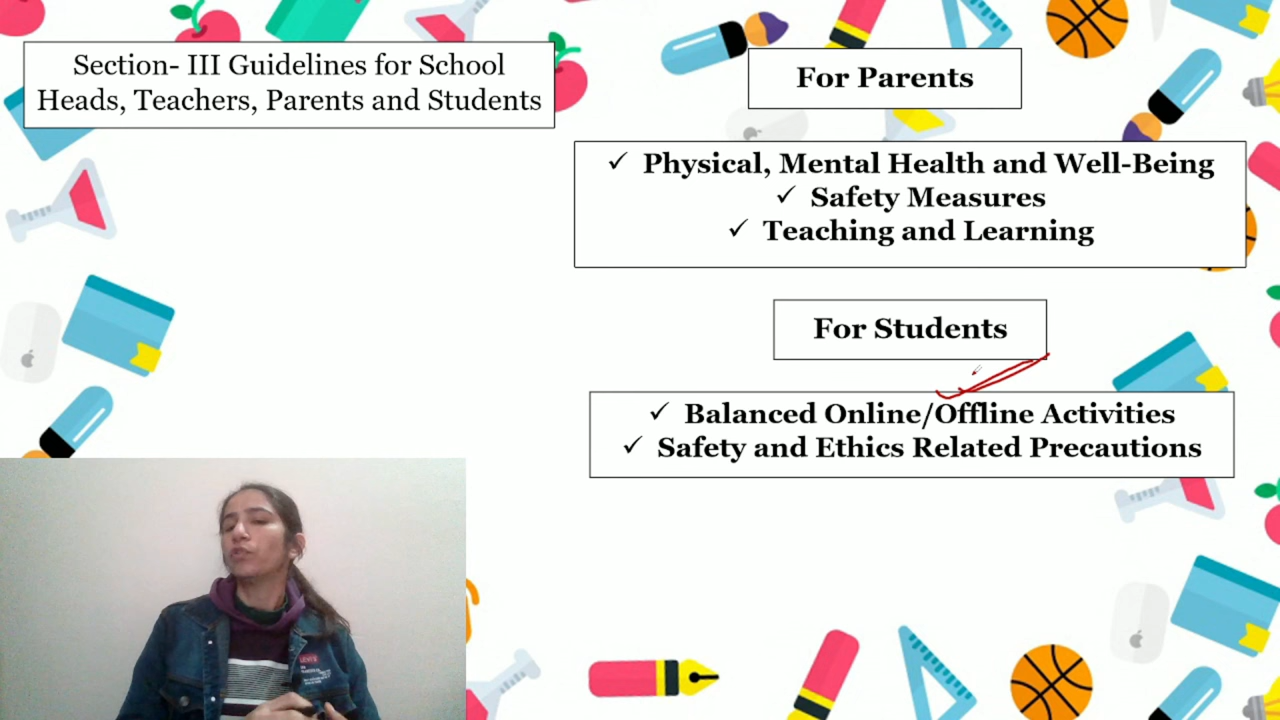 Section- III Guidelines for School
Heads, Teachers, Parents and Students
For Parents
✓ Physical, Mental Health and Well-Being
✓ Safety Measures
✓ Teaching and Learning
For Students
✓ Balanced Online/Offline Activities
✓ Safety and Ethics Related Precautions